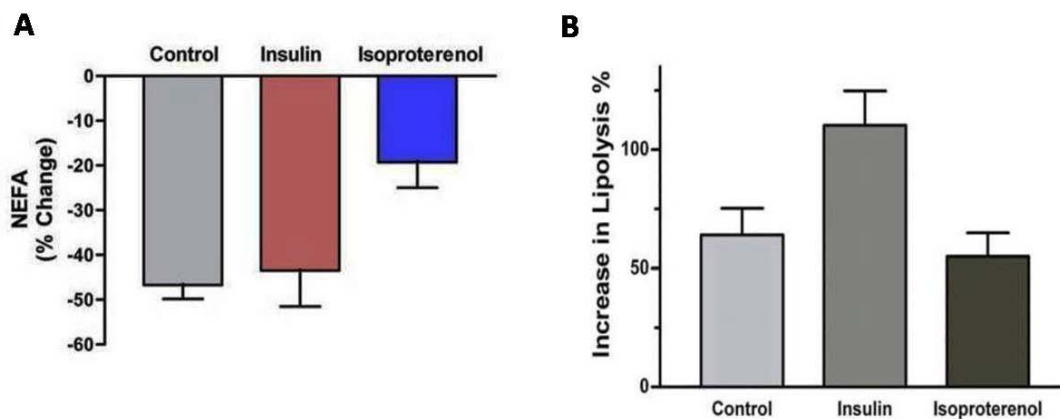 A
Control Insulin Isoproterenol
0
-10
-20
-30
-40
-50
-60
NEFA
(% Change)
B
Increase in Lipolysis %
100
50
0
Control Insulin Isoproterenol